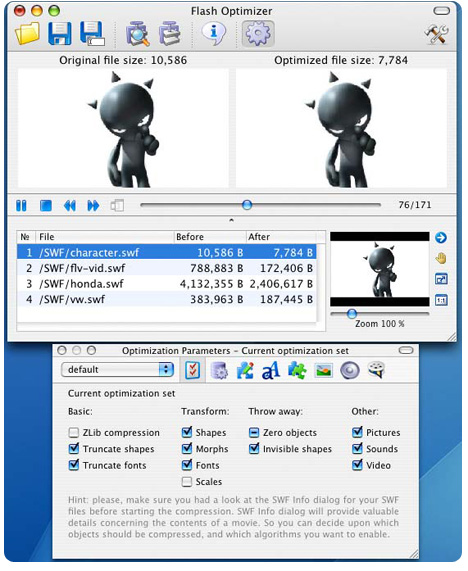 Flash Optimizer
Original file size: 10,586 Optimized file size: 7,784
76/171
№ File Before After
1 /SWF/character.swf 10,586 B 7,784 B
2 /SWF/flv-vid.swf 788,883 B 172,406 B
3 /SWF/honda.swf 4,132,355 B 2,406,617 B
4 /SWF/vw.swf 383,963 B 187,445 B
Zoom 100 %
Optimization Parameters – Current optimization set
default
Current optimization set
Basic: Transform: Throw away: Other:
ZLib compression Shapes Zero objects Pictures
Truncate shapes Morphs Invisible shapes Sounds
Truncate fonts Fonts Video
Scales
Hint: please, make sure you had a look at the SWF Info dialog for your SWF
files before starting the compression. SWF Info dialog will provide valuable
details concerning the contents of a movie. So you can decide upon which
objects should be compressed, and which algorithms you want to enable.